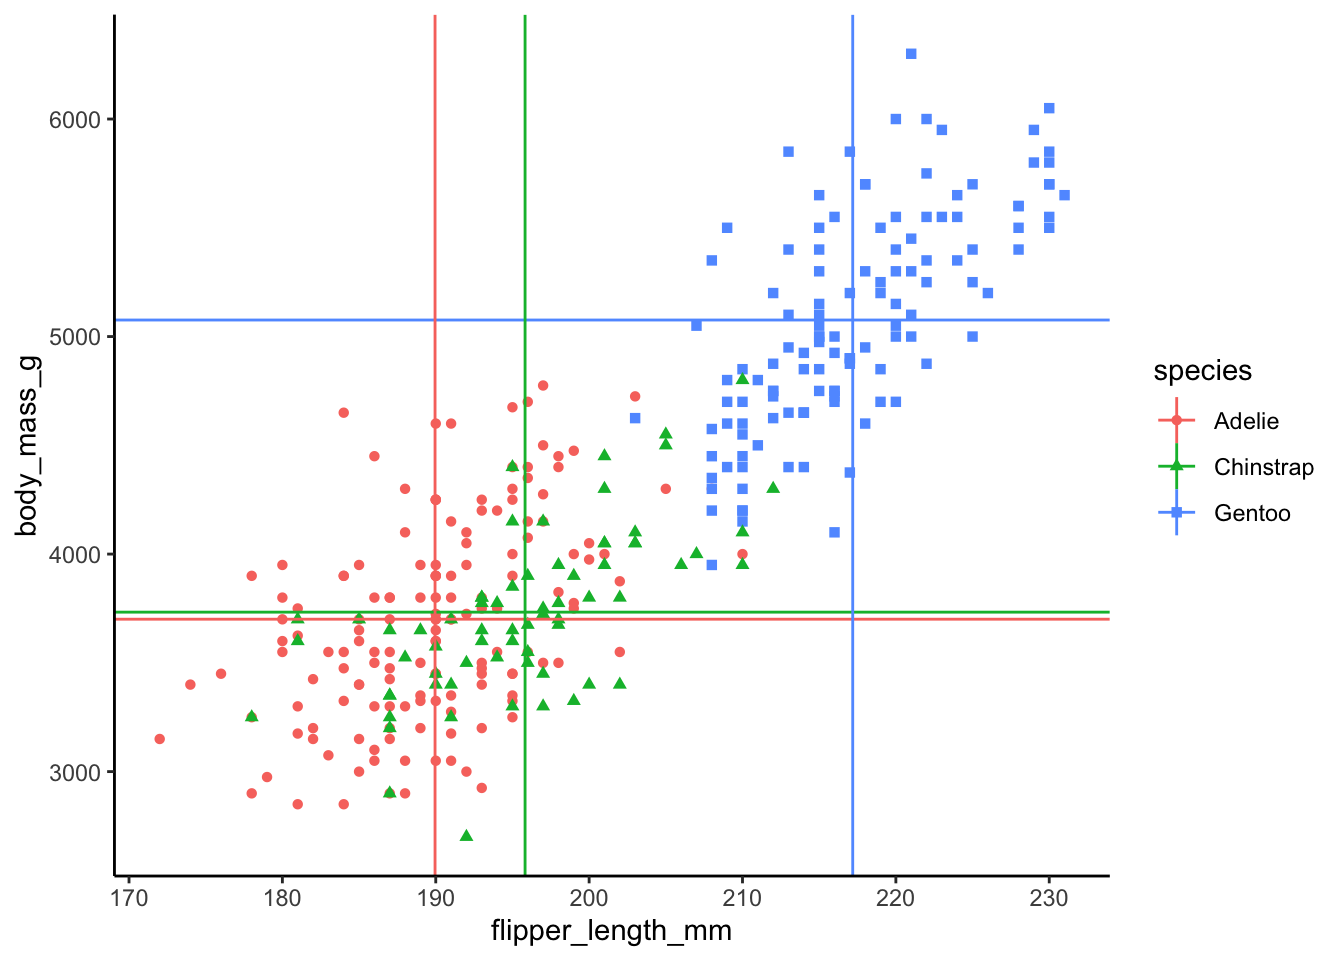 6000
5000
4000
3000
body_mass_g
170 180 190 200 210 220 230
flipper_length_mm
species
Adelie
Chinstrap
Gentoo